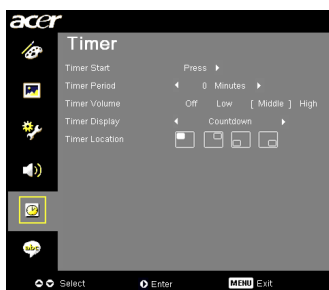 acer
Timer
Timer Start Press
Timer Period 0 Minutes
Timer Volume Off Low [ Middle ] High
Timer Display Countdown
Timer Location
abc
Select Enter MENU Exit